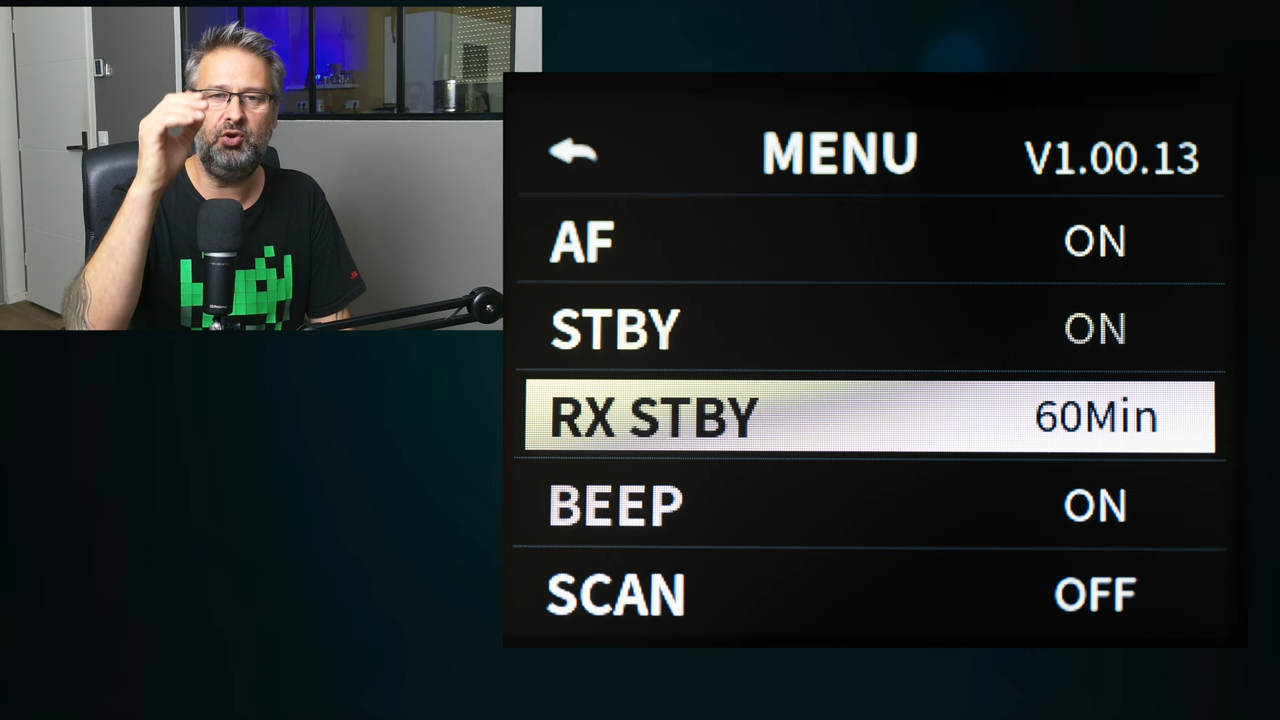 MENU V1.00.13
AF ON
STBY ON
RX STBY 60Min
BEEP ON
SCAN OFF